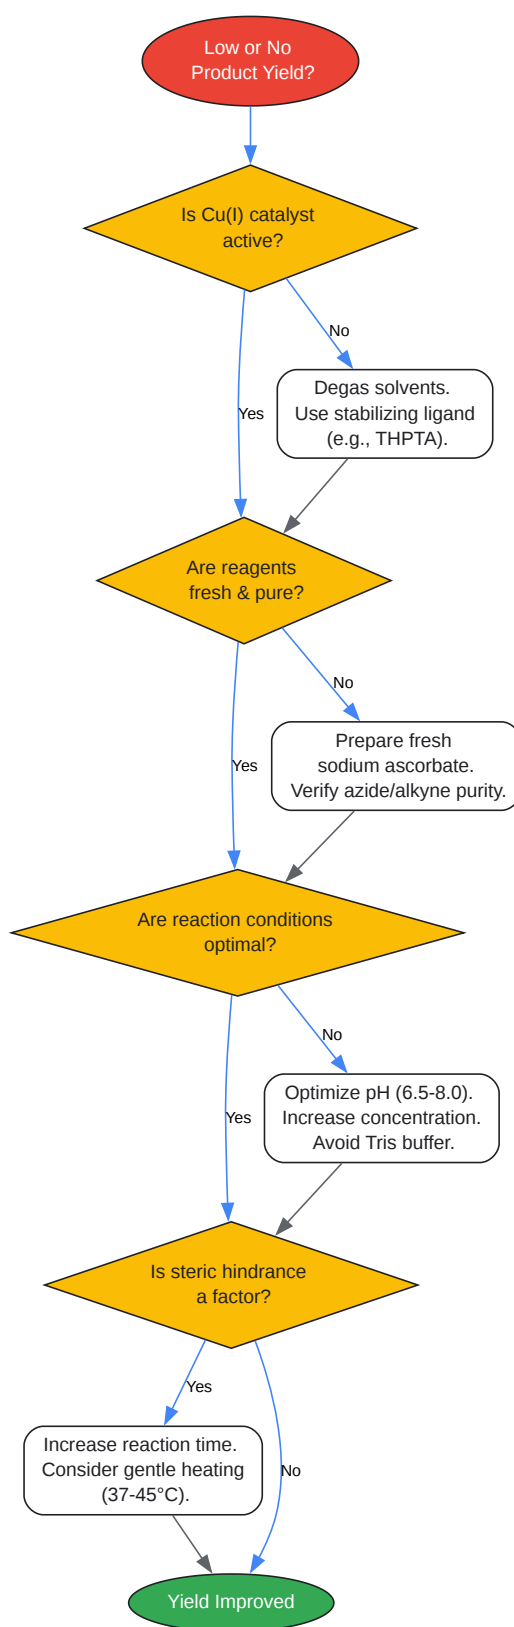 Low or No
Product Yield?
Is Cu(I) catalyst
active?
No
Degas solvents.
Use stabilizing ligand
(e.g., THPTA).
Yes
Are reagents
fresh & pure?
No
Prepare fresh
sodium ascorbate.
Verify azide/alkyne purity.
Yes
Are reaction conditions
optimal?
No
Optimize pH (6.5-8.0).
Increase concentration.
Avoid Tris buffer.
Yes
Is steric hindrance
a factor?
Yes
Increase reaction time.
Consider gentle heating
(37-45°C).
No
Yield Improved